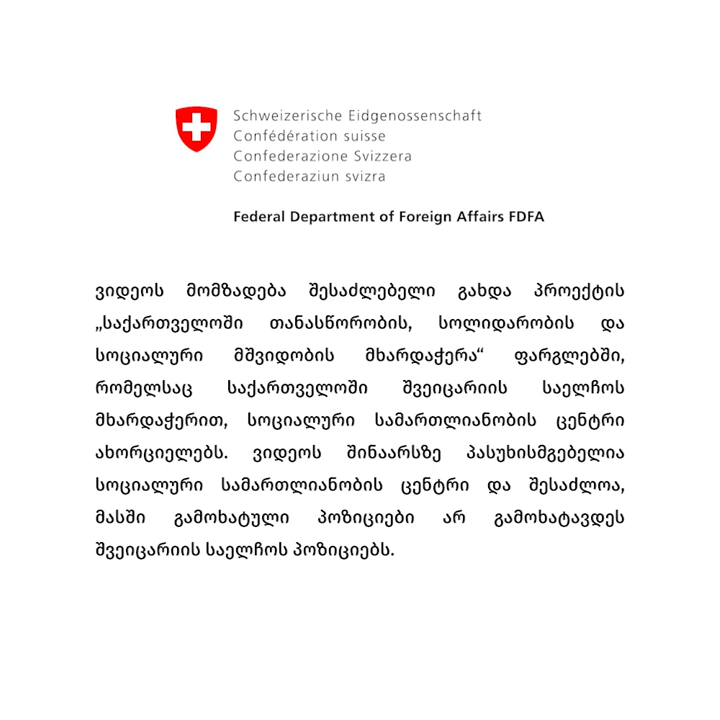 Schweizerische Eidgenossenschaft
Confédération suisse
Confederazione Svizzera
Confederaziun svizra
Federal Department of Foreign Affairs FDFA
ვიდეოს მომზადება შესაძლებელი გახდა პროექტის
„საქართველოში თანასწორობის, სოლიდარობის და
სოციალური მშვიდობის მხარდაჭერა“ ფარგლებში,
რომელსაც საქართველოში შვეიცარიის საელჩოს
მხარდაჭერით, სოციალური სამართლიანობის ცენტრი
ახორციელებს. ვიდეოს შინაარსზე პასუხისმგებელია
სოციალური სამართლიანობის ცენტრი და შესაძლოა,
მასში გამოხატული პოზიციები არ გამოხატავდეს
შვეიცარიის საელჩოს პოზიციებს.